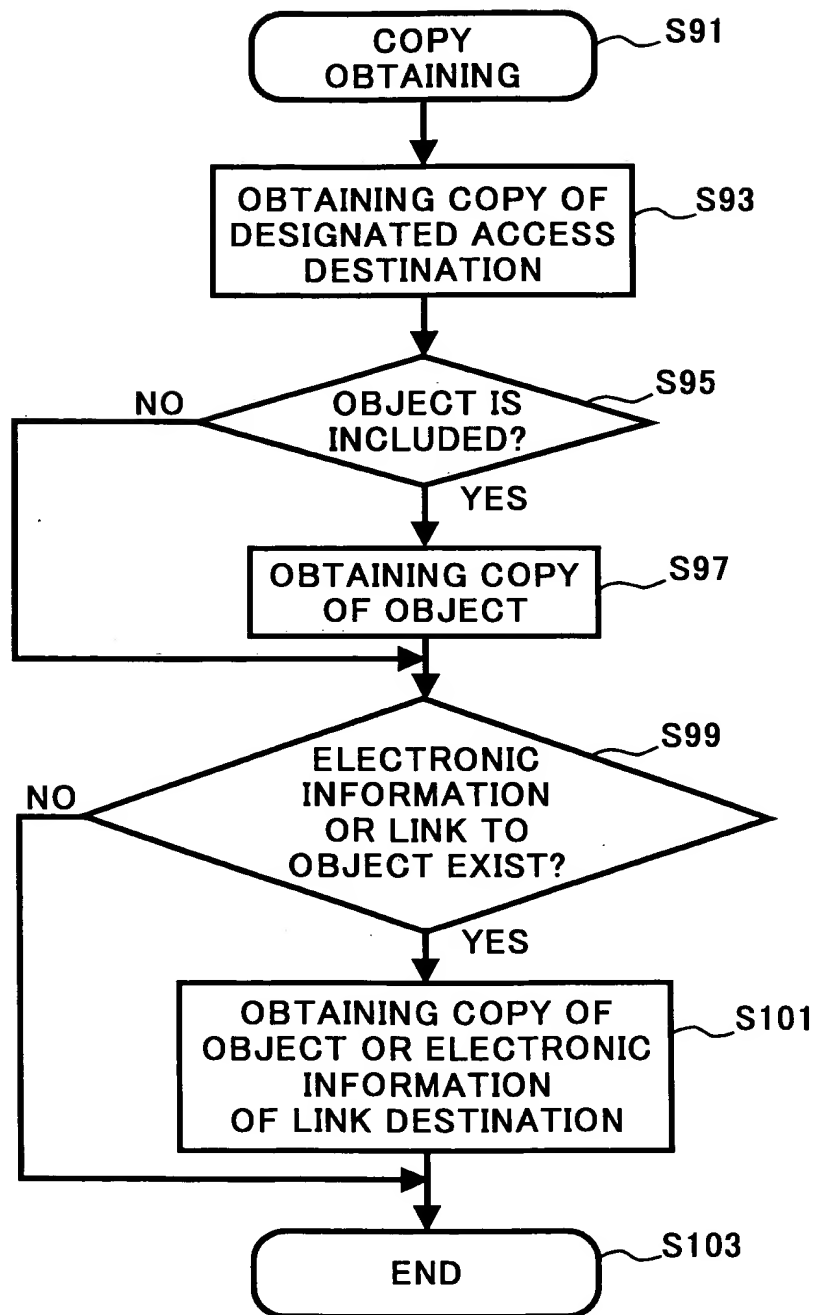 COPY
OBTAINING
S91
OBTAINING COPY OF
DESIGNATED ACCESS
DESTINATION
S93
OBJECT IS
INCLUDED?
S95
NO
YES
OBTAINING COPY
OF OBJECT
S97
ELECTRONIC
INFORMATION
OR LINK TO
OBJECT EXIST?
S99
NO
YES
OBTAINING COPY OF
OBJECT OR ELECTRONIC
INFORMATION
OF LINK DESTINATION
S101
END
S103